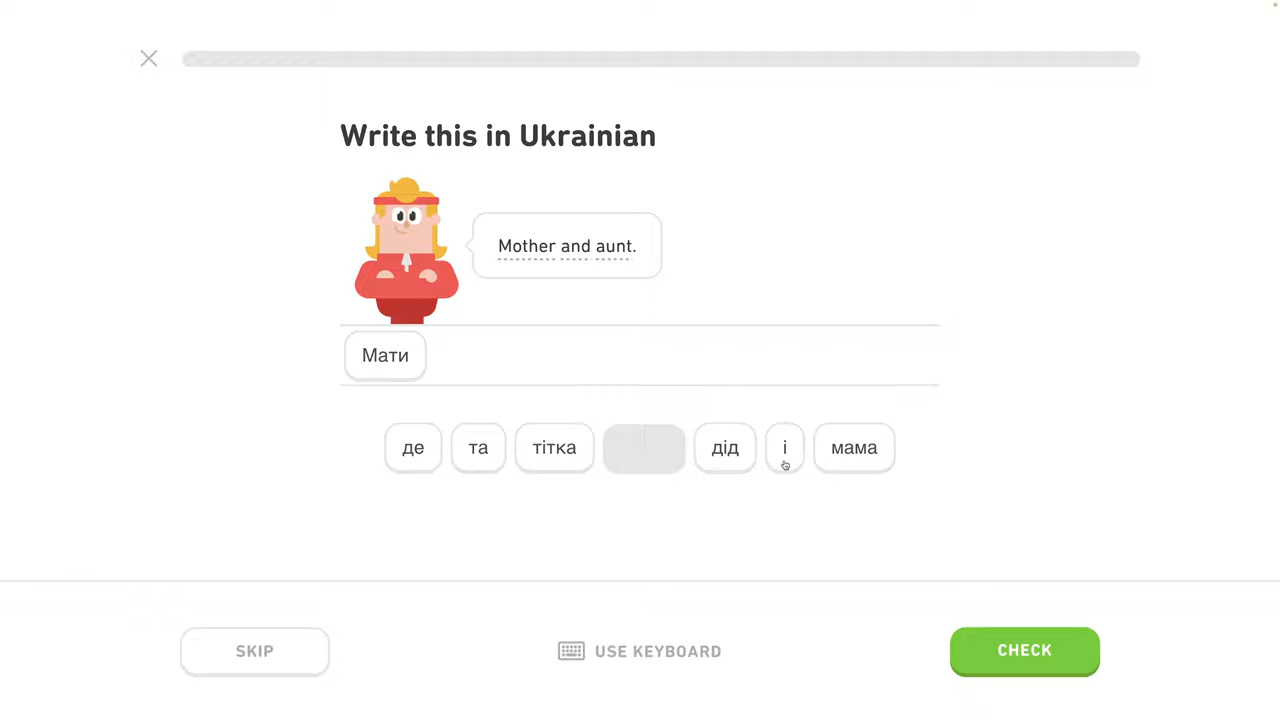 Write this in Ukrainian
Mother and aunt.
Мати
де та тітка дід і мама
SKIP USE KEYBOARD CHECK